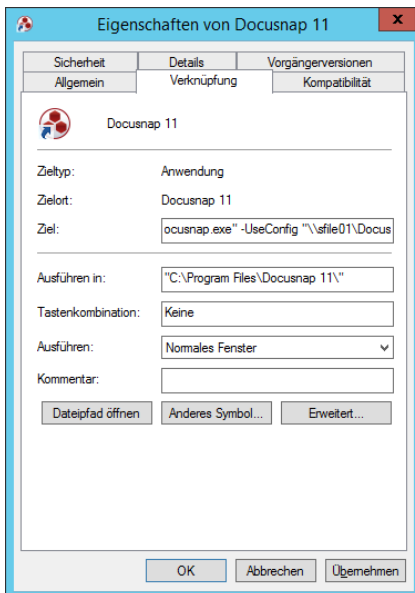 Eigenschaften von Docusnap 11
x
Sicherheit Details Vorgängerversionen
Allgemein Verknüpfung Kompatibilität
Docusnap 11
Zieltyp: Anwendung
Zielort: Docusnap 11
Ziel: ocusnap.exe" -UseConfig "\\sfile01\Docus
Ausführen in: "C:\Program Files\Docusnap 11\"
Tastenkombination: Keine
Ausführen: Normales Fenster
Kommentar:
Dateipfad öffnen Anderes Symbol... Erweitert...
OK Abbrechen Übernehmen